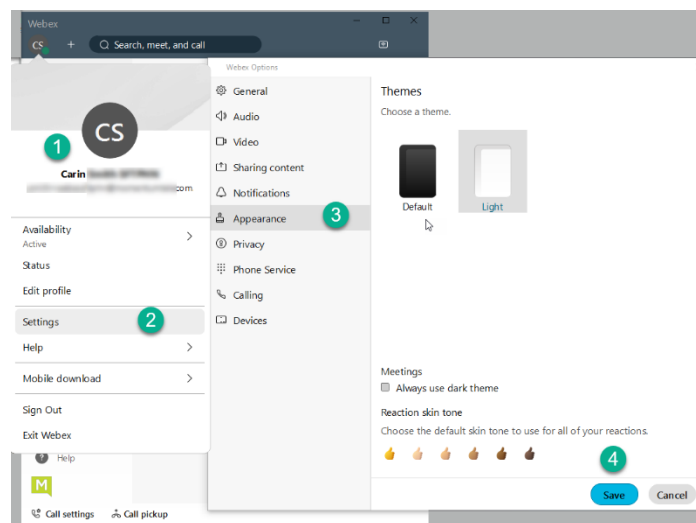 Webex
CS
+
Search, meet, and call
1
CS
Carin
com
Availability
Active
Status
Edit profile
Settings
2
Help
Mobile download
Sign Out
Exit Webex
Help
M
Call settings
Call pickup
Webex Options
General
Audio
Video
Sharing content
Notifications
Appearance
3
Privacy
Phone Service
Calling
Devices
Themes
Choose a theme.
Default
Light
Meetings
Always use dark theme
Reaction skin tone
Choose the default skin tone to use for all of your reactions.
4
Save
Cancel